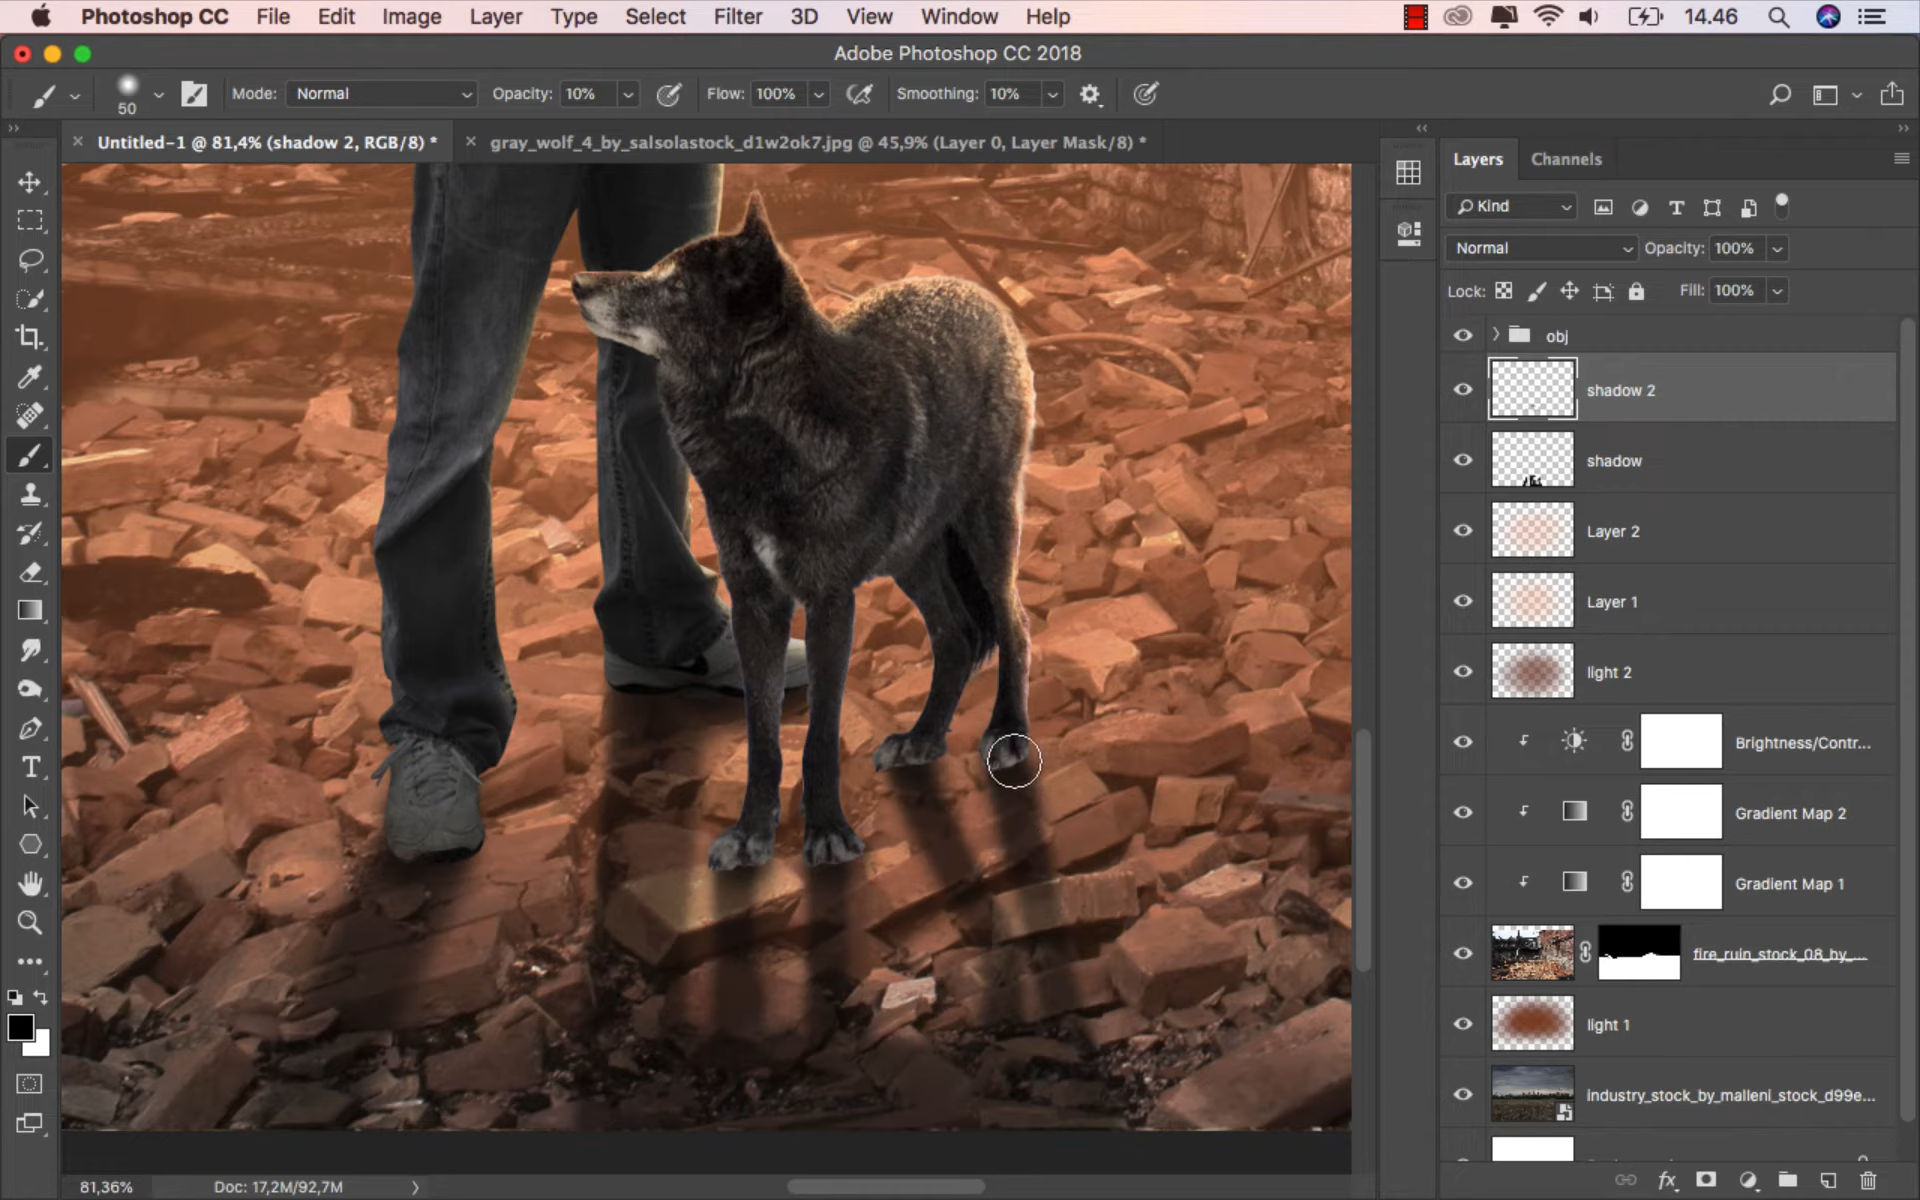 Photoshop CC File Edit Image Layer Type Select Filter 3D View Window Help 14.46
Adobe Photoshop CC 2018
50 Mode: Normal Opacity: 10% Flow: 100% Smoothing: 10%
Untitled-1 @ 81,4% (shadow 2, RGB/8) * gray_wolf_4_by_salsolastock_d1w2ok7.jpg @ 45,9% (Layer 0, Layer Mask/8) *
Layers Channels
Kind
Normal Opacity: 100%
Lock: Fill: 100%
obj
shadow 2
shadow
Layer 2
Layer 1
light 2
Brightness/Contr...
Gradient Map 2
Gradient Map 1
fire_ruin_stock_08_by_...
light 1
industry_stock_by_malleni_stock_d99e...
81,36% Doc: 17,2M/92,7M